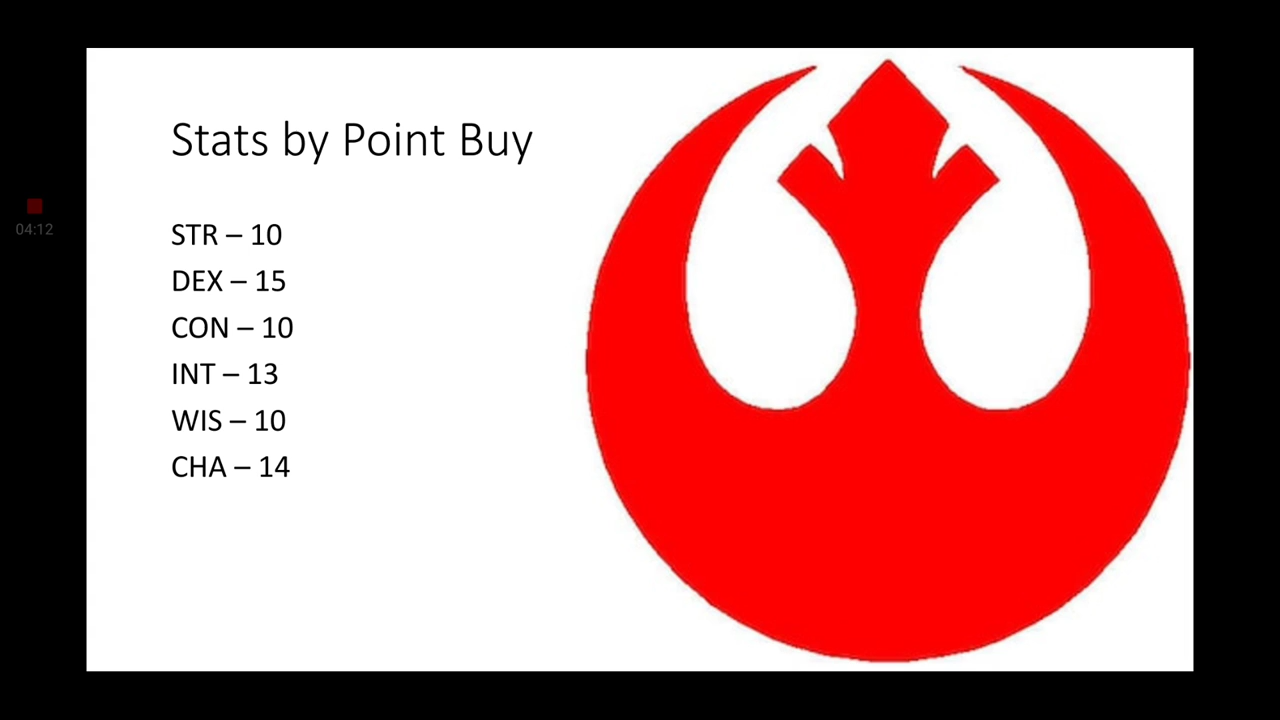 Stats by Point Buy
STR – 10
DEX – 15
CON – 10
INT – 13
WIS – 10
CHA – 14
04:12